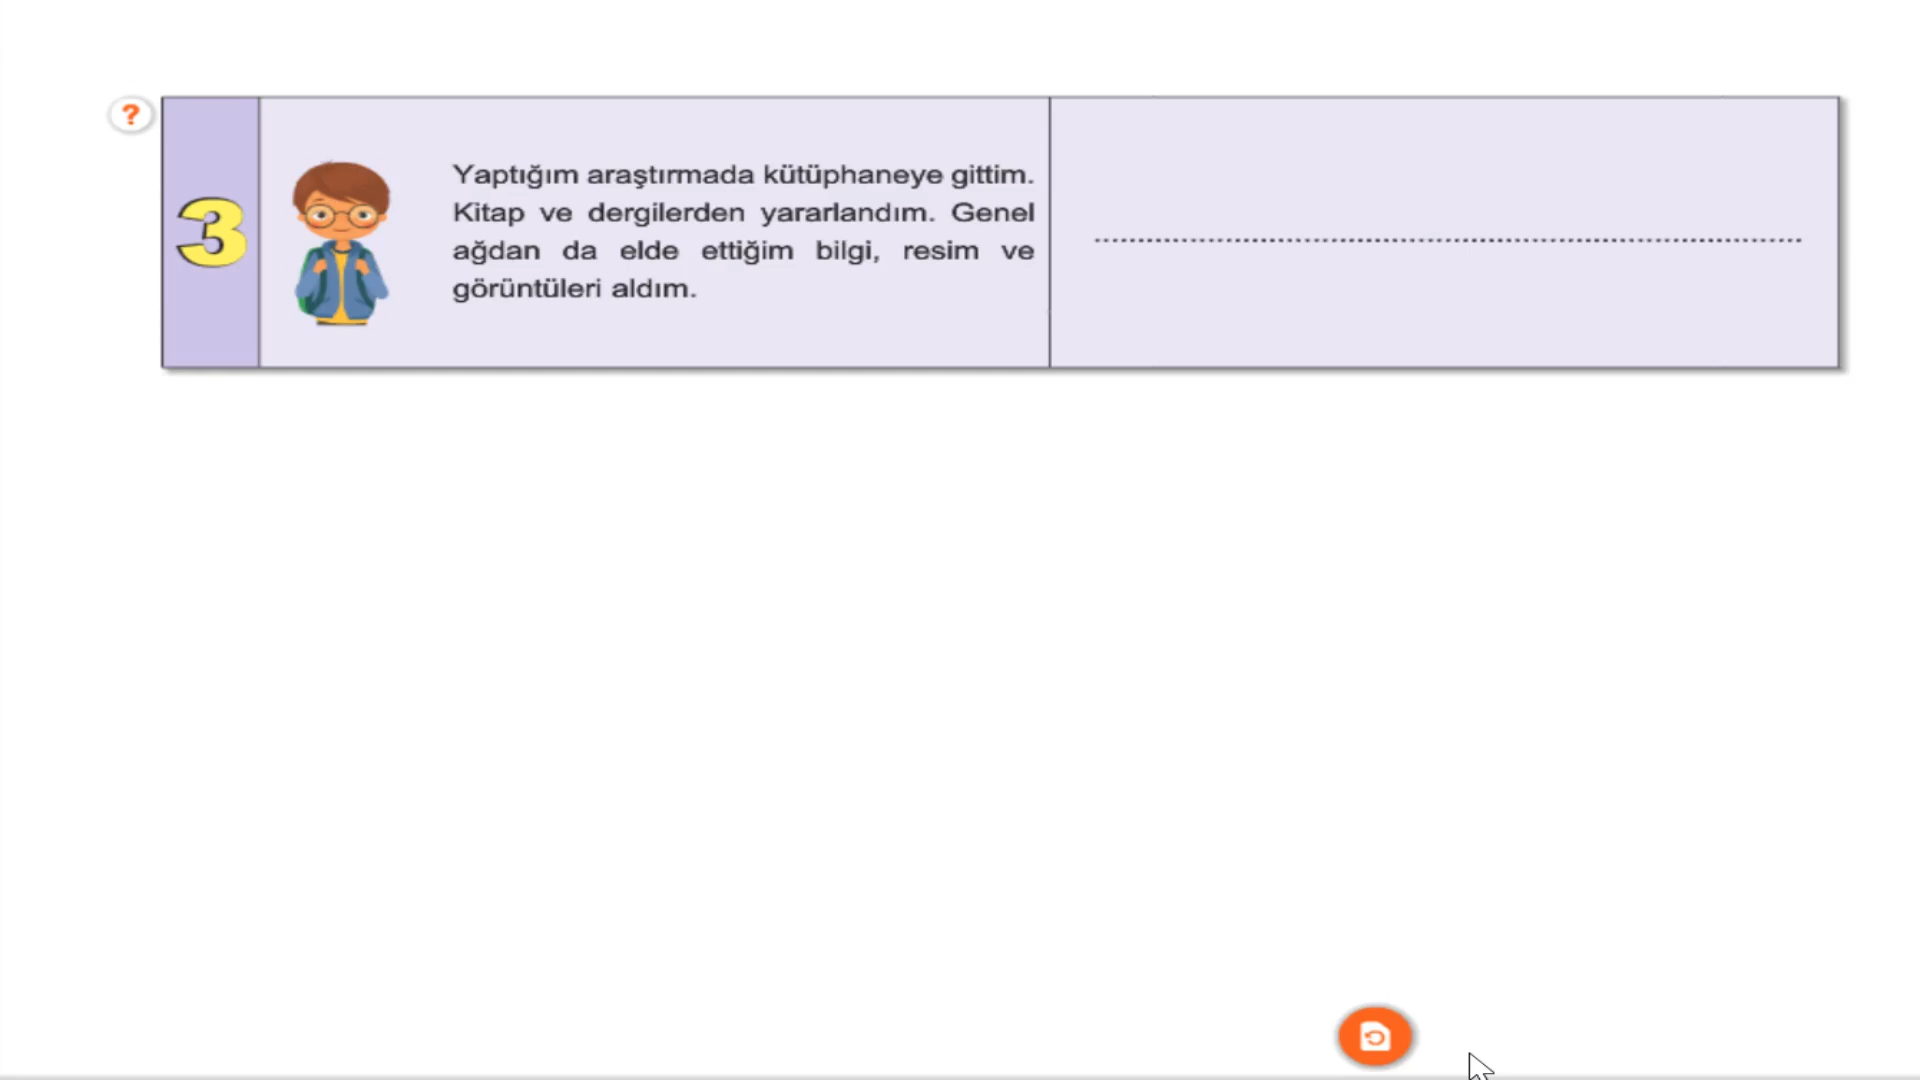 ?
3
Yaptığım araştırmada kütüphaneye gittim.
Kitap ve dergilerden yararlandım. Genel
ağdan da elde ettiğim bilgi, resim ve
görüntüleri aldım.